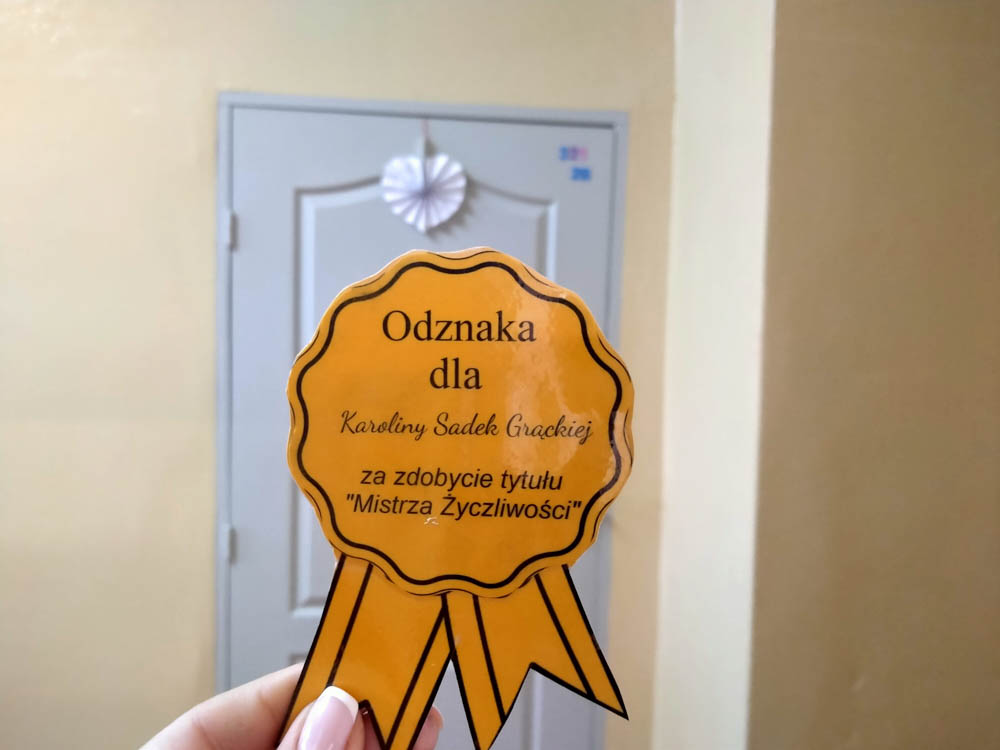 Odznaka
dla
Karoliny Sadek Grąckiej
za zdobycie tytułu
"Mistrza Życzliwości"